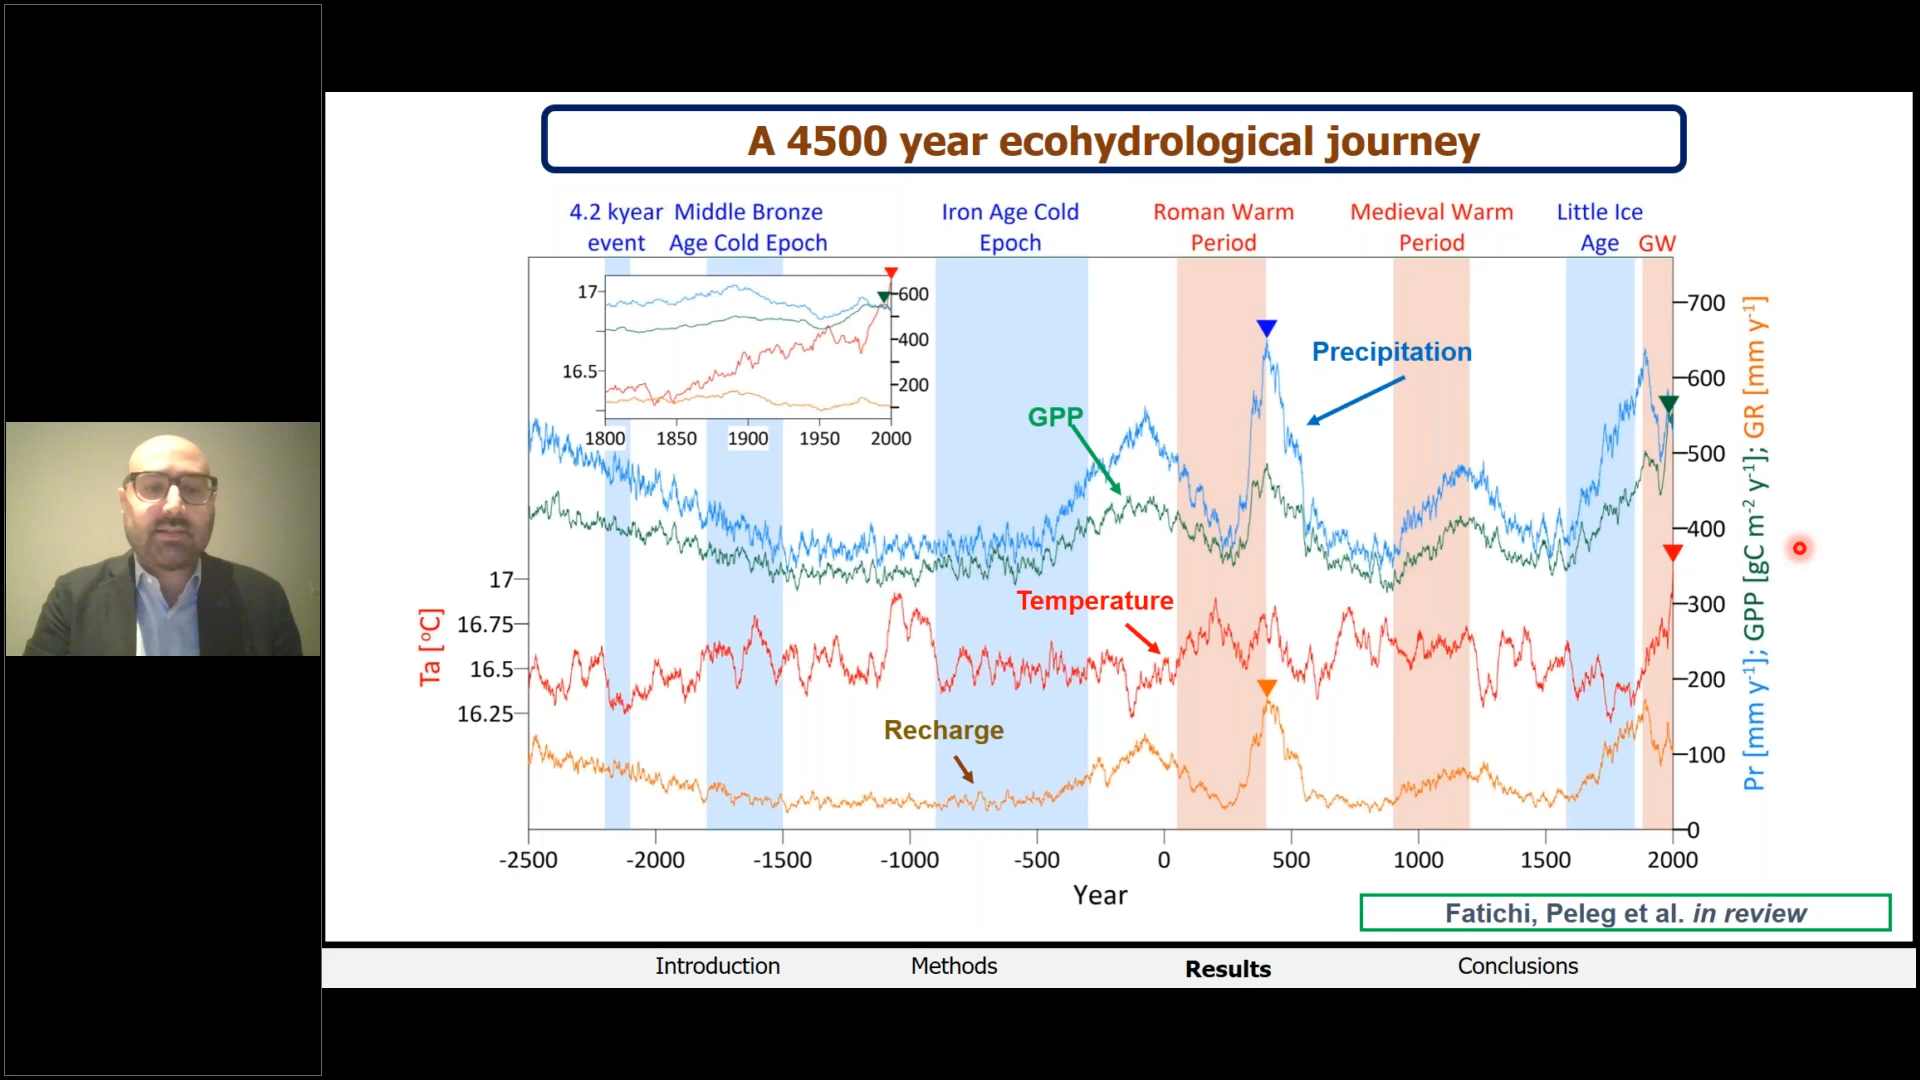 A 4500 year ecohydrological journey
4.2 kyear
event
Middle Bronze
Age Cold Epoch
Iron Age Cold
Epoch
Roman Warm
Period
Medieval Warm
Period
Little Ice
Age
GW
17
16.5
600
400
200
1800 1850 1900 1950 2000
GPP
Precipitation
Temperature
Recharge
Ta [°C]
17
16.75
16.5
16.25
700
600
500
400
300
200
100
0
Pr [mm y-1]; GPP [gC m-2 y-1]; GR [mm y-1]
-2500 -2000 -1500 -1000 -500 0 500 1000 1500 2000
Year
Fatichi, Peleg et al. in review
Introduction Methods Results Conclusions